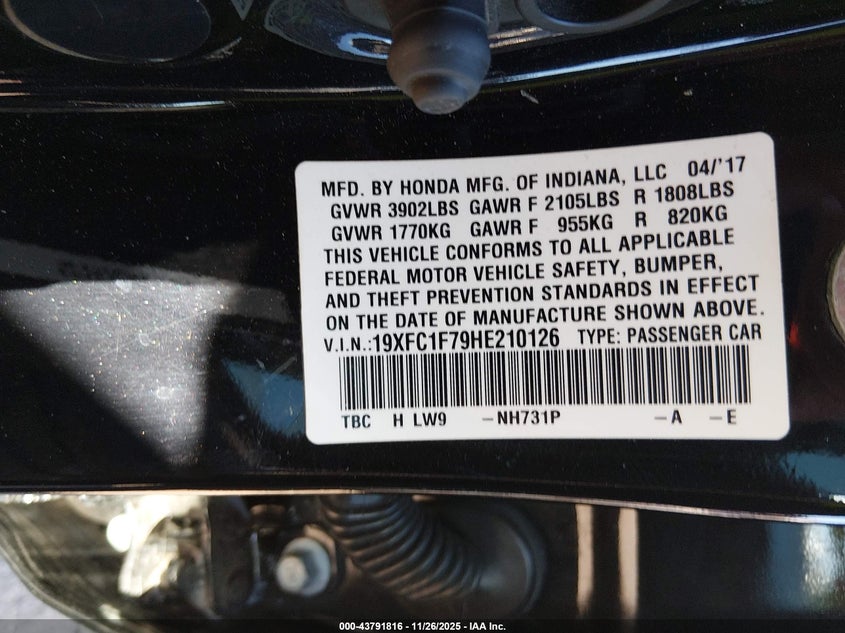 MFD. BY HONDA MFG. OF INDIANA, LLC 04/'17
GVWR 3902LBS GAWR F 2105LBS R 1808LBS
GVWR 1770KG GAWR F 955KG R 820KG
THIS VEHICLE CONFORMS TO ALL APPLICABLE
FEDERAL MOTOR VEHICLE SAFETY, BUMPER,
AND THEFT PREVENTION STANDARDS IN EFFECT
ON THE DATE OF MANUFACTURE SHOWN ABOVE.
V.I.N.:19XFC1F79HE210126 TYPE: PASSENGER CAR
TBC H LW9 –NH731P –A –E
000-43791816 - 11/26/2025 - IAA Inc.